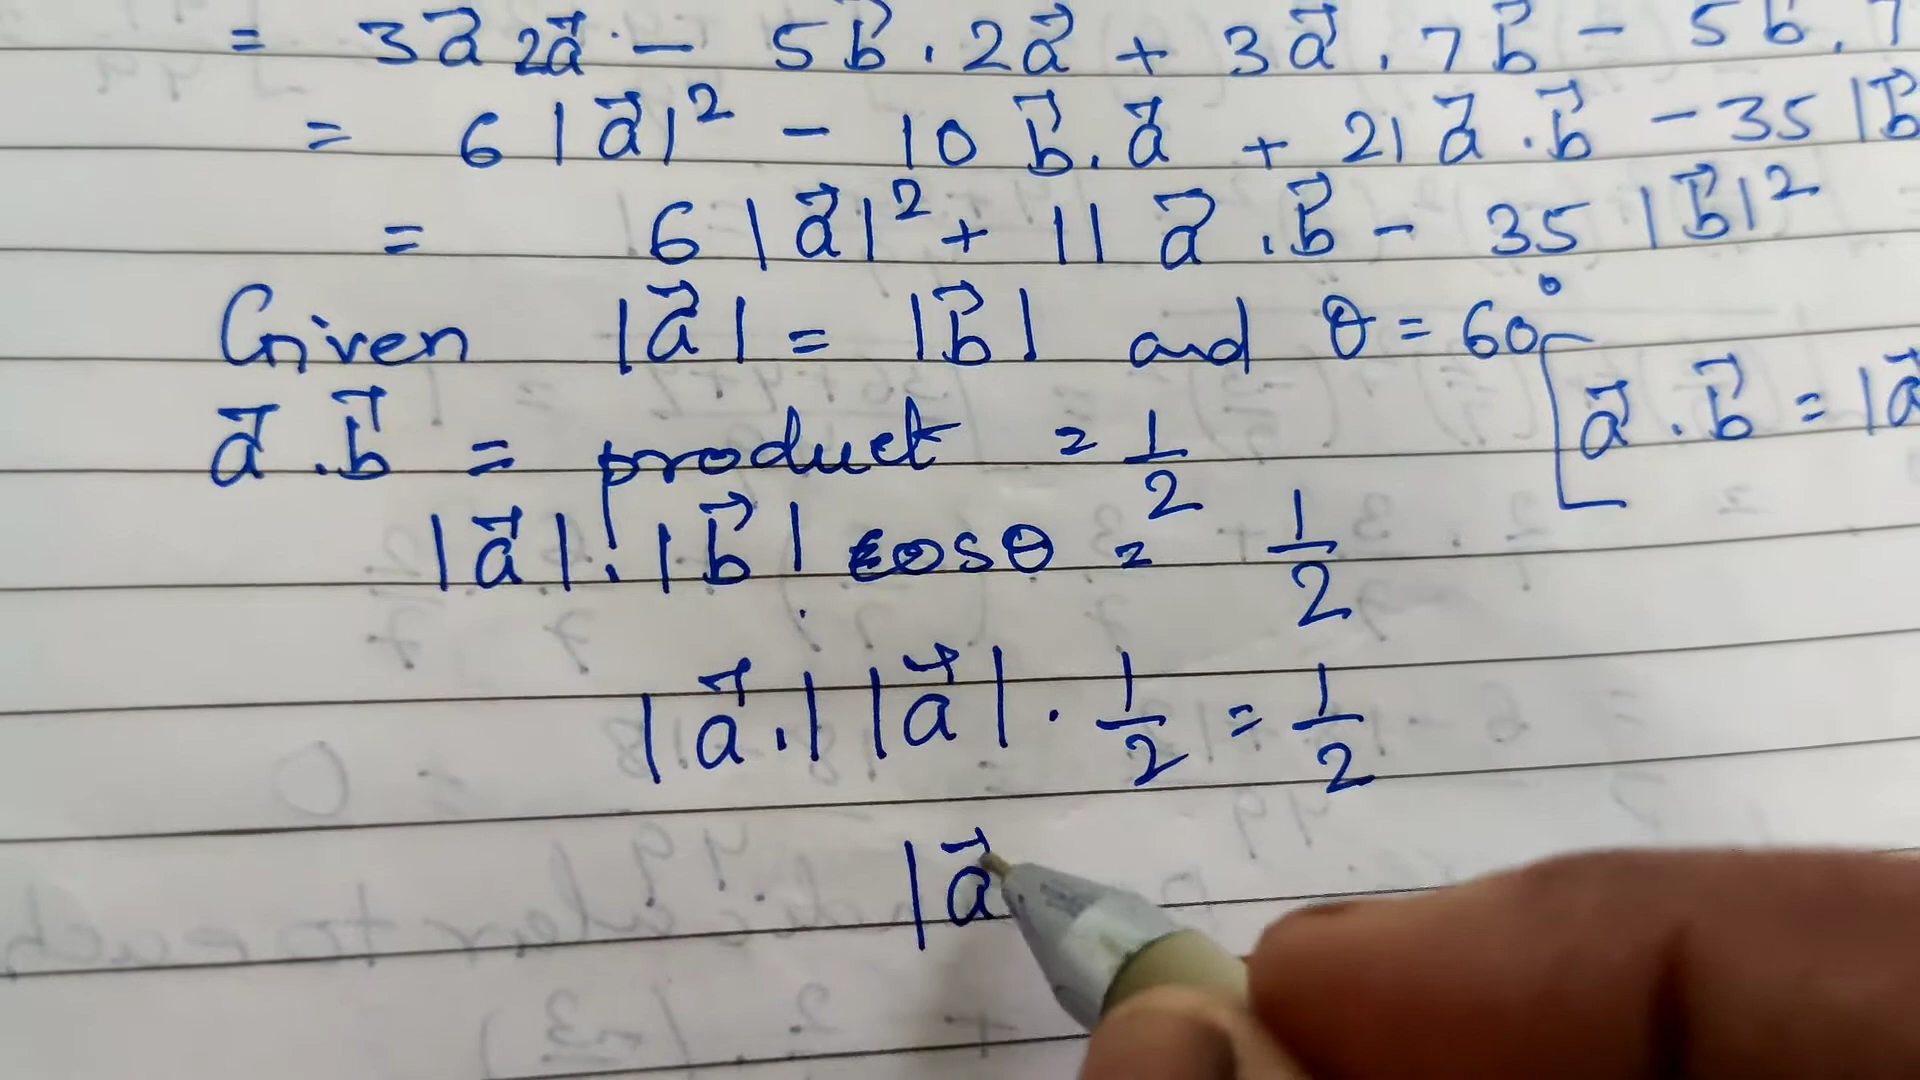 = 3a⃗ 2a⃗ · − 5b⃗ . 2a⃗ + 3a⃗ . 7b⃗ − 5b⃗ . 7
= 6 |a⃗|² − 10 b⃗ . a⃗ + 21 a⃗ . b⃗ − 35 |b⃗
= 6 |a⃗|² + 11 a⃗ . b⃗ − 35 |b⃗|²
Given |a⃗| = |b⃗| and θ = 60°
a⃗ . b⃗ = product = 1/2
[a⃗ . b⃗ = |a⃗
|a⃗| . |b⃗| cosθ = 1/2
|a⃗ .| |a⃗| . 1/2 = 1/2
|a⃗